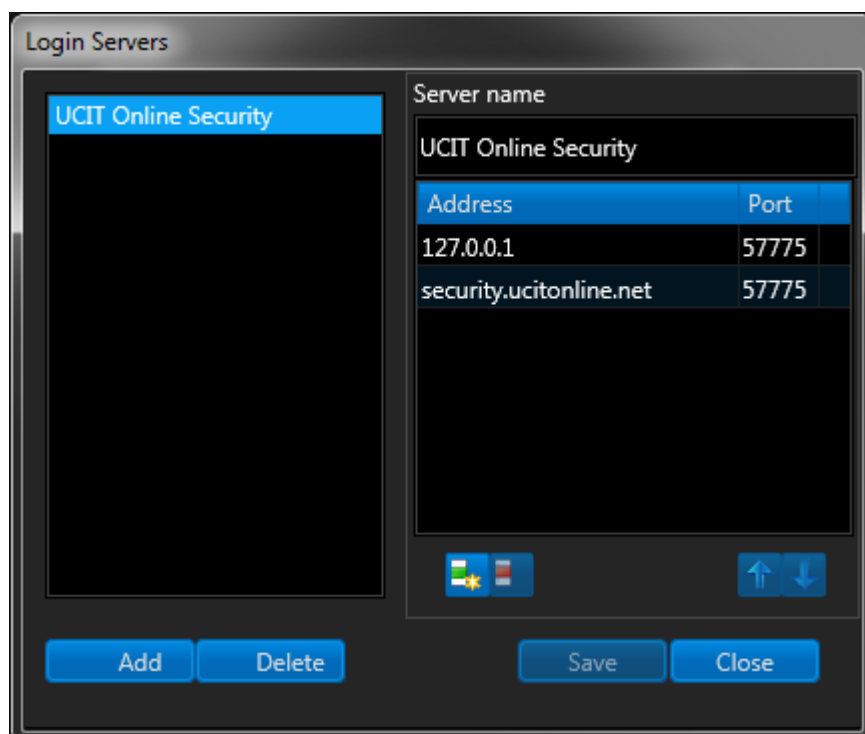 Login Servers
UCIT Online Security
Server name
UCIT Online Security
Address Port
127.0.0.1 57775
security.ucitonline.net 57775
Add Delete Save Close